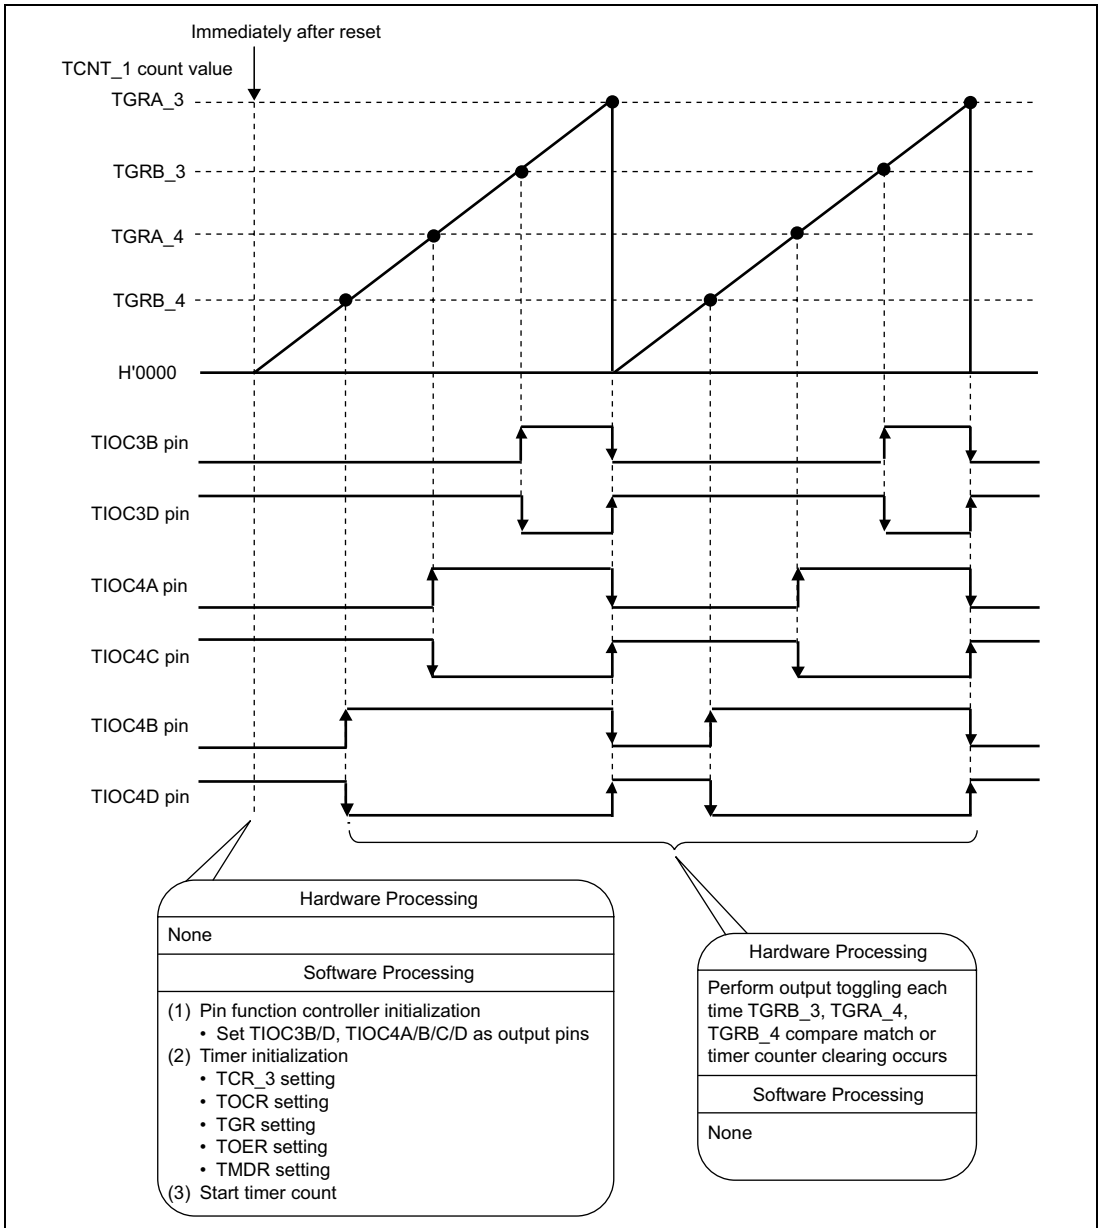 Immediately after reset
TCNT_1 count value
TGRA_3
TGRB_3
TGRA_4
TGRB_4
H'0000
TIOC3B pin
TIOC3D pin
TIOC4A pin
TIOC4C pin
TIOC4B pin
TIOC4D pin
Hardware Processing
None
Software Processing
(1) Pin function controller initialization
• Set TIOC3B/D, TIOC4A/B/C/D as output pins
(2) Timer initialization
• TCR_3 setting
• TOCR setting
• TGR setting
• TOER setting
• TMDR setting
(3) Start timer count
Hardware Processing
Perform output toggling each
time TGRB_3, TGRA_4,
TGRB_4 compare match or
timer counter clearing occurs
Software Processing
None